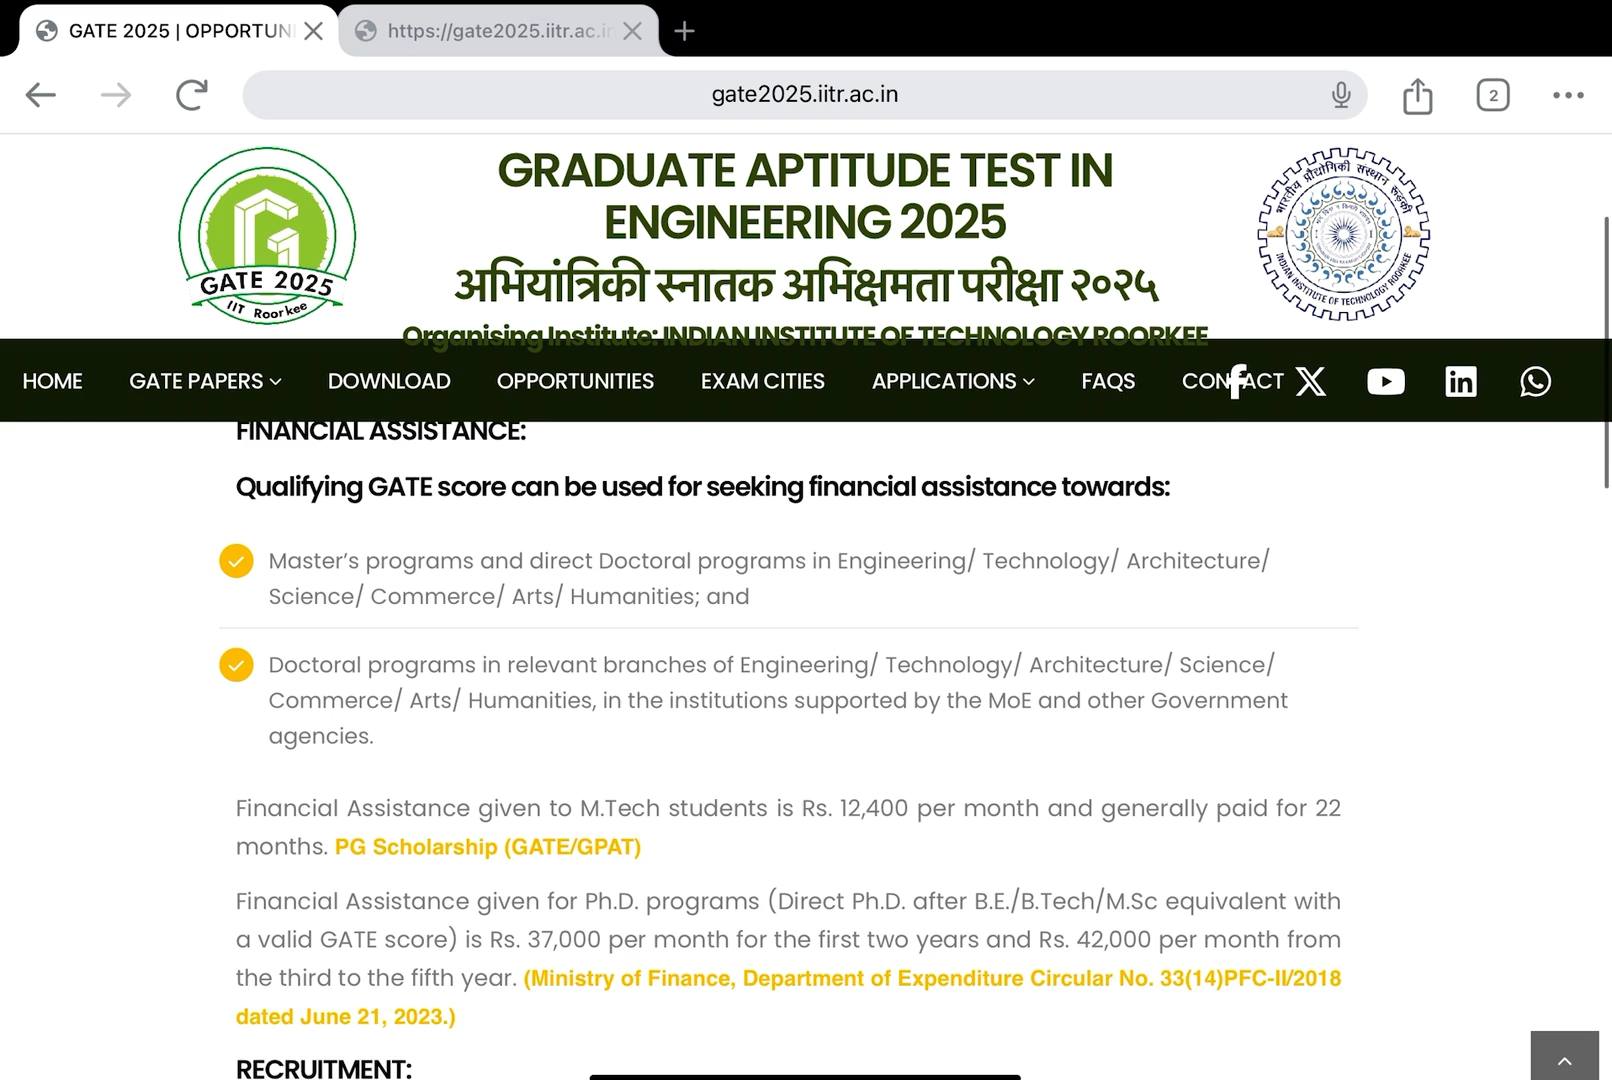 GATE 2025 | OPPORTUNI
https://gate2025.iitr.ac.in
gate2025.iitr.ac.in
2
GATE 2025
IIT Roorkee
GRADUATE APTITUDE TEST IN
ENGINEERING 2025
अभियांत्रिकी स्नातक अभिक्षमता परीक्षा २०२५
Organising Institute: INDIAN INSTITUTE OF TECHNOLOGY ROORKEE
भारतीय प्रौद्योगिकी संस्थान रूड़की
INDIAN INSTITUTE OF TECHNOLOGY ROORKEE
HOME GATE PAPERS DOWNLOAD OPPORTUNITIES EXAM CITIES APPLICATIONS FAQS CONTACT
FINANCIAL ASSISTANCE:
Qualifying GATE score can be used for seeking financial assistance towards:
Master’s programs and direct Doctoral programs in Engineering/ Technology/ Architecture/
Science/ Commerce/ Arts/ Humanities; and
Doctoral programs in relevant branches of Engineering/ Technology/ Architecture/ Science/
Commerce/ Arts/ Humanities, in the institutions supported by the MoE and other Government
agencies.
Financial Assistance given to M.Tech students is Rs. 12,400 per month and generally paid for 22
months. PG Scholarship (GATE/GPAT)
Financial Assistance given for Ph.D. programs (Direct Ph.D. after B.E./B.Tech/M.Sc equivalent with
a valid GATE score) is Rs. 37,000 per month for the first two years and Rs. 42,000 per month from
the third to the fifth year. (Ministry of Finance, Department of Expenditure Circular No. 33(14)PFC-II/2018
dated June 21, 2023.)
RECRUITMENT: